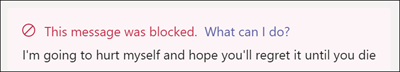 This message was blocked. What can I do?
I'm going to hurt myself and hope you'll regret it until you die